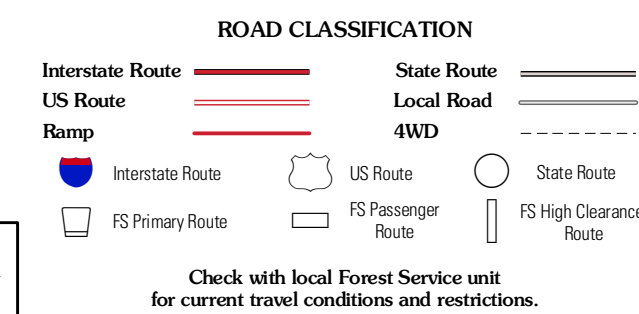 ROAD CLASSIFICATION
Interstate Route
State Route
US Route
Local Road
Ramp
4WD
Interstate Route
US Route
State Route
FS Primary Route
FS Passenger
Route
FS High Clearance
Route
Check with local Forest Service unit
for current travel conditions and restrictions.